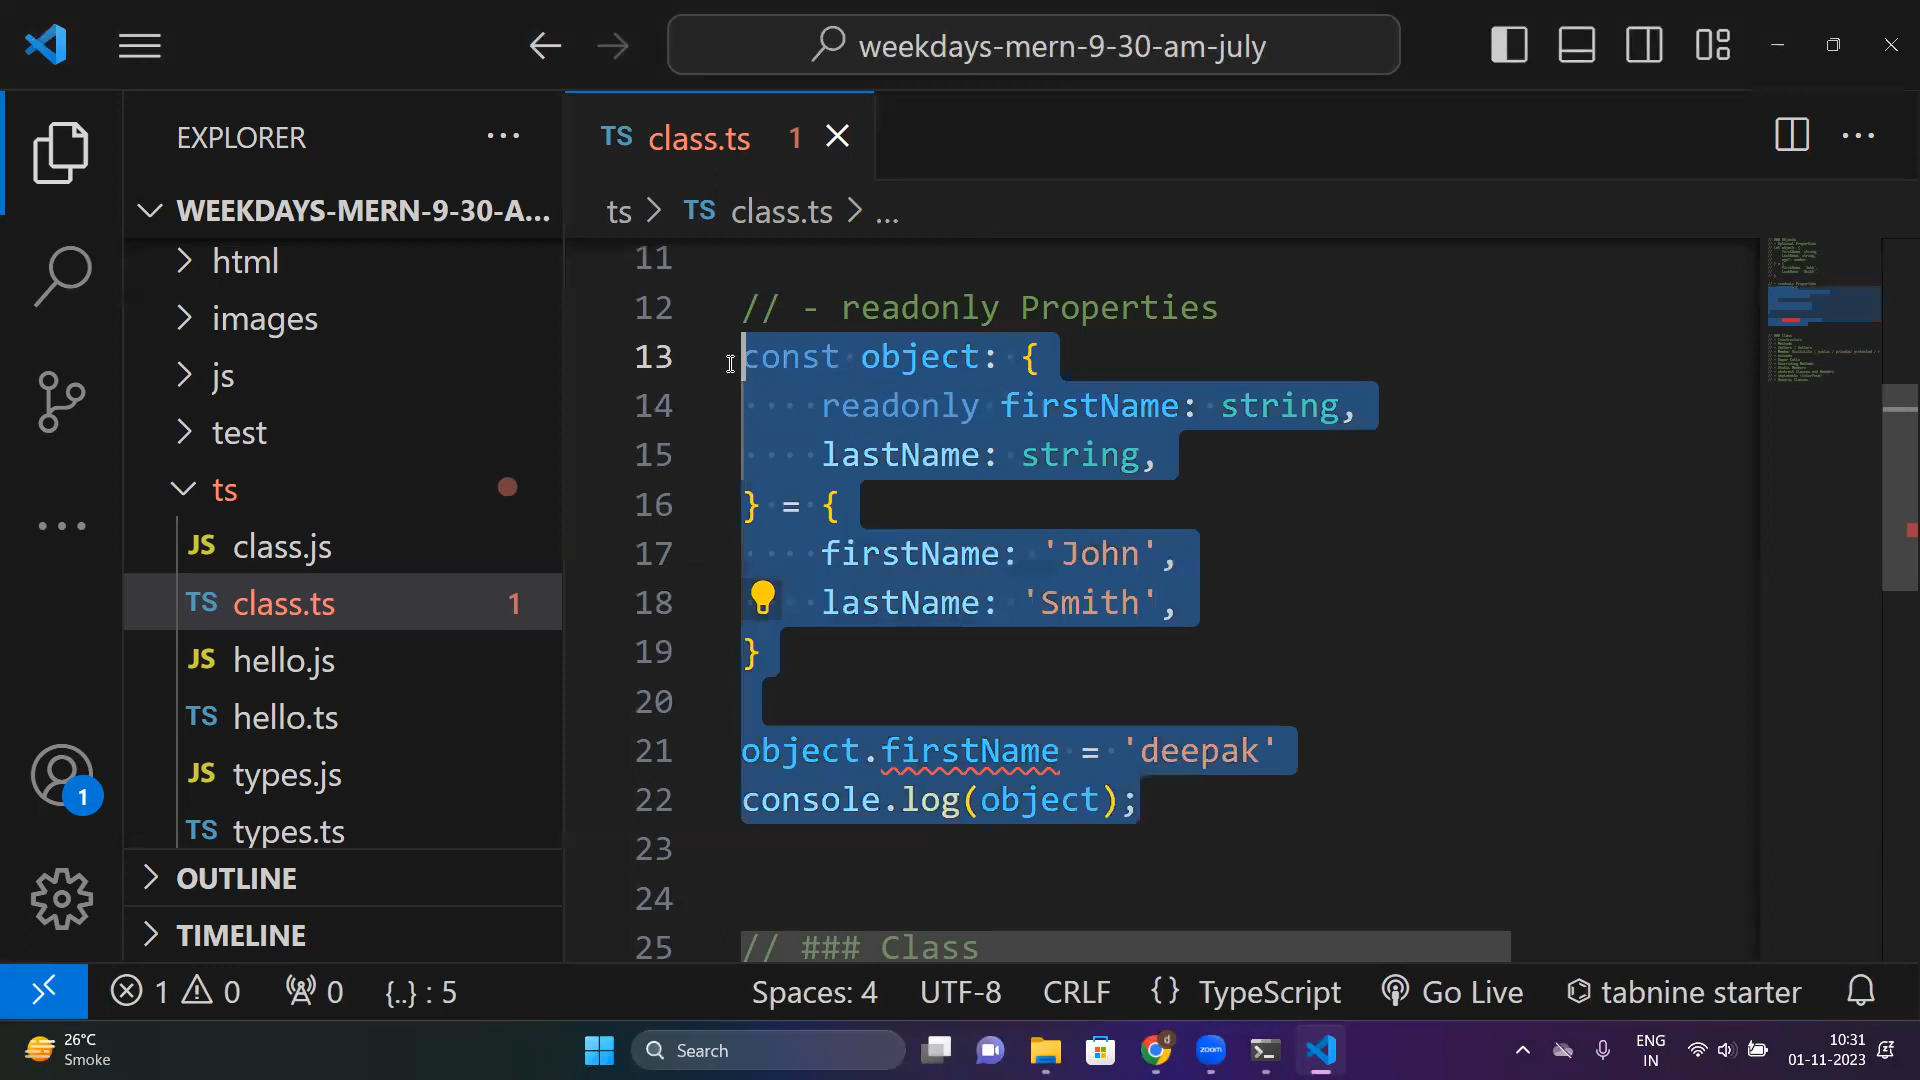 weekdays-mern-9-30-am-july
EXPLORER
TS class.ts 1
WEEKDAYS-MERN-9-30-A...
ts > TS class.ts > ...
html
images
js
test
ts
JS class.js
TS class.ts 1
JS hello.js
TS hello.ts
JS types.js
TS types.ts
OUTLINE
TIMELINE
1
11
12 // - readonly Properties
13 const object: {
14 readonly firstName: string,
15 lastName: string,
16 } = {
17 firstName: 'John',
18 lastName: 'Smith',
19 }
20
21 object.firstName = 'deepak'
22 console.log(object);
23
24
25 // ### Class
1 0 0 {..} : 5 Spaces: 4 UTF-8 CRLF {} TypeScript Go Live tabnine starter
26°C
Smoke
Search
zoom
ENG
IN
10:31
01-11-2023